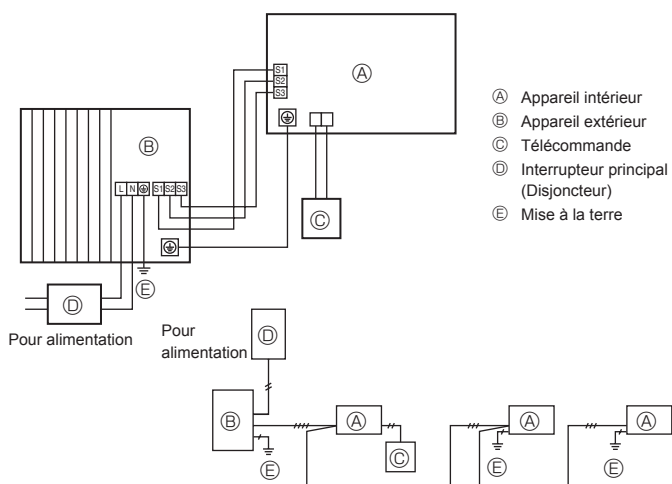 Ⓐ
S1
S2
S3
Ⓑ
L N S1 S2 S3
Ⓒ
Ⓔ
Ⓓ
Pour alimentation
Ⓐ Appareil intérieur
Ⓑ Appareil extérieur
Ⓒ Télécommande
Ⓓ Interrupteur principal
(Disjoncteur)
Ⓔ Mise à la terre
Pour
alimentation
Ⓓ
Ⓑ
Ⓐ
Ⓐ
Ⓐ
Ⓔ
Ⓒ
Ⓔ
Ⓔ